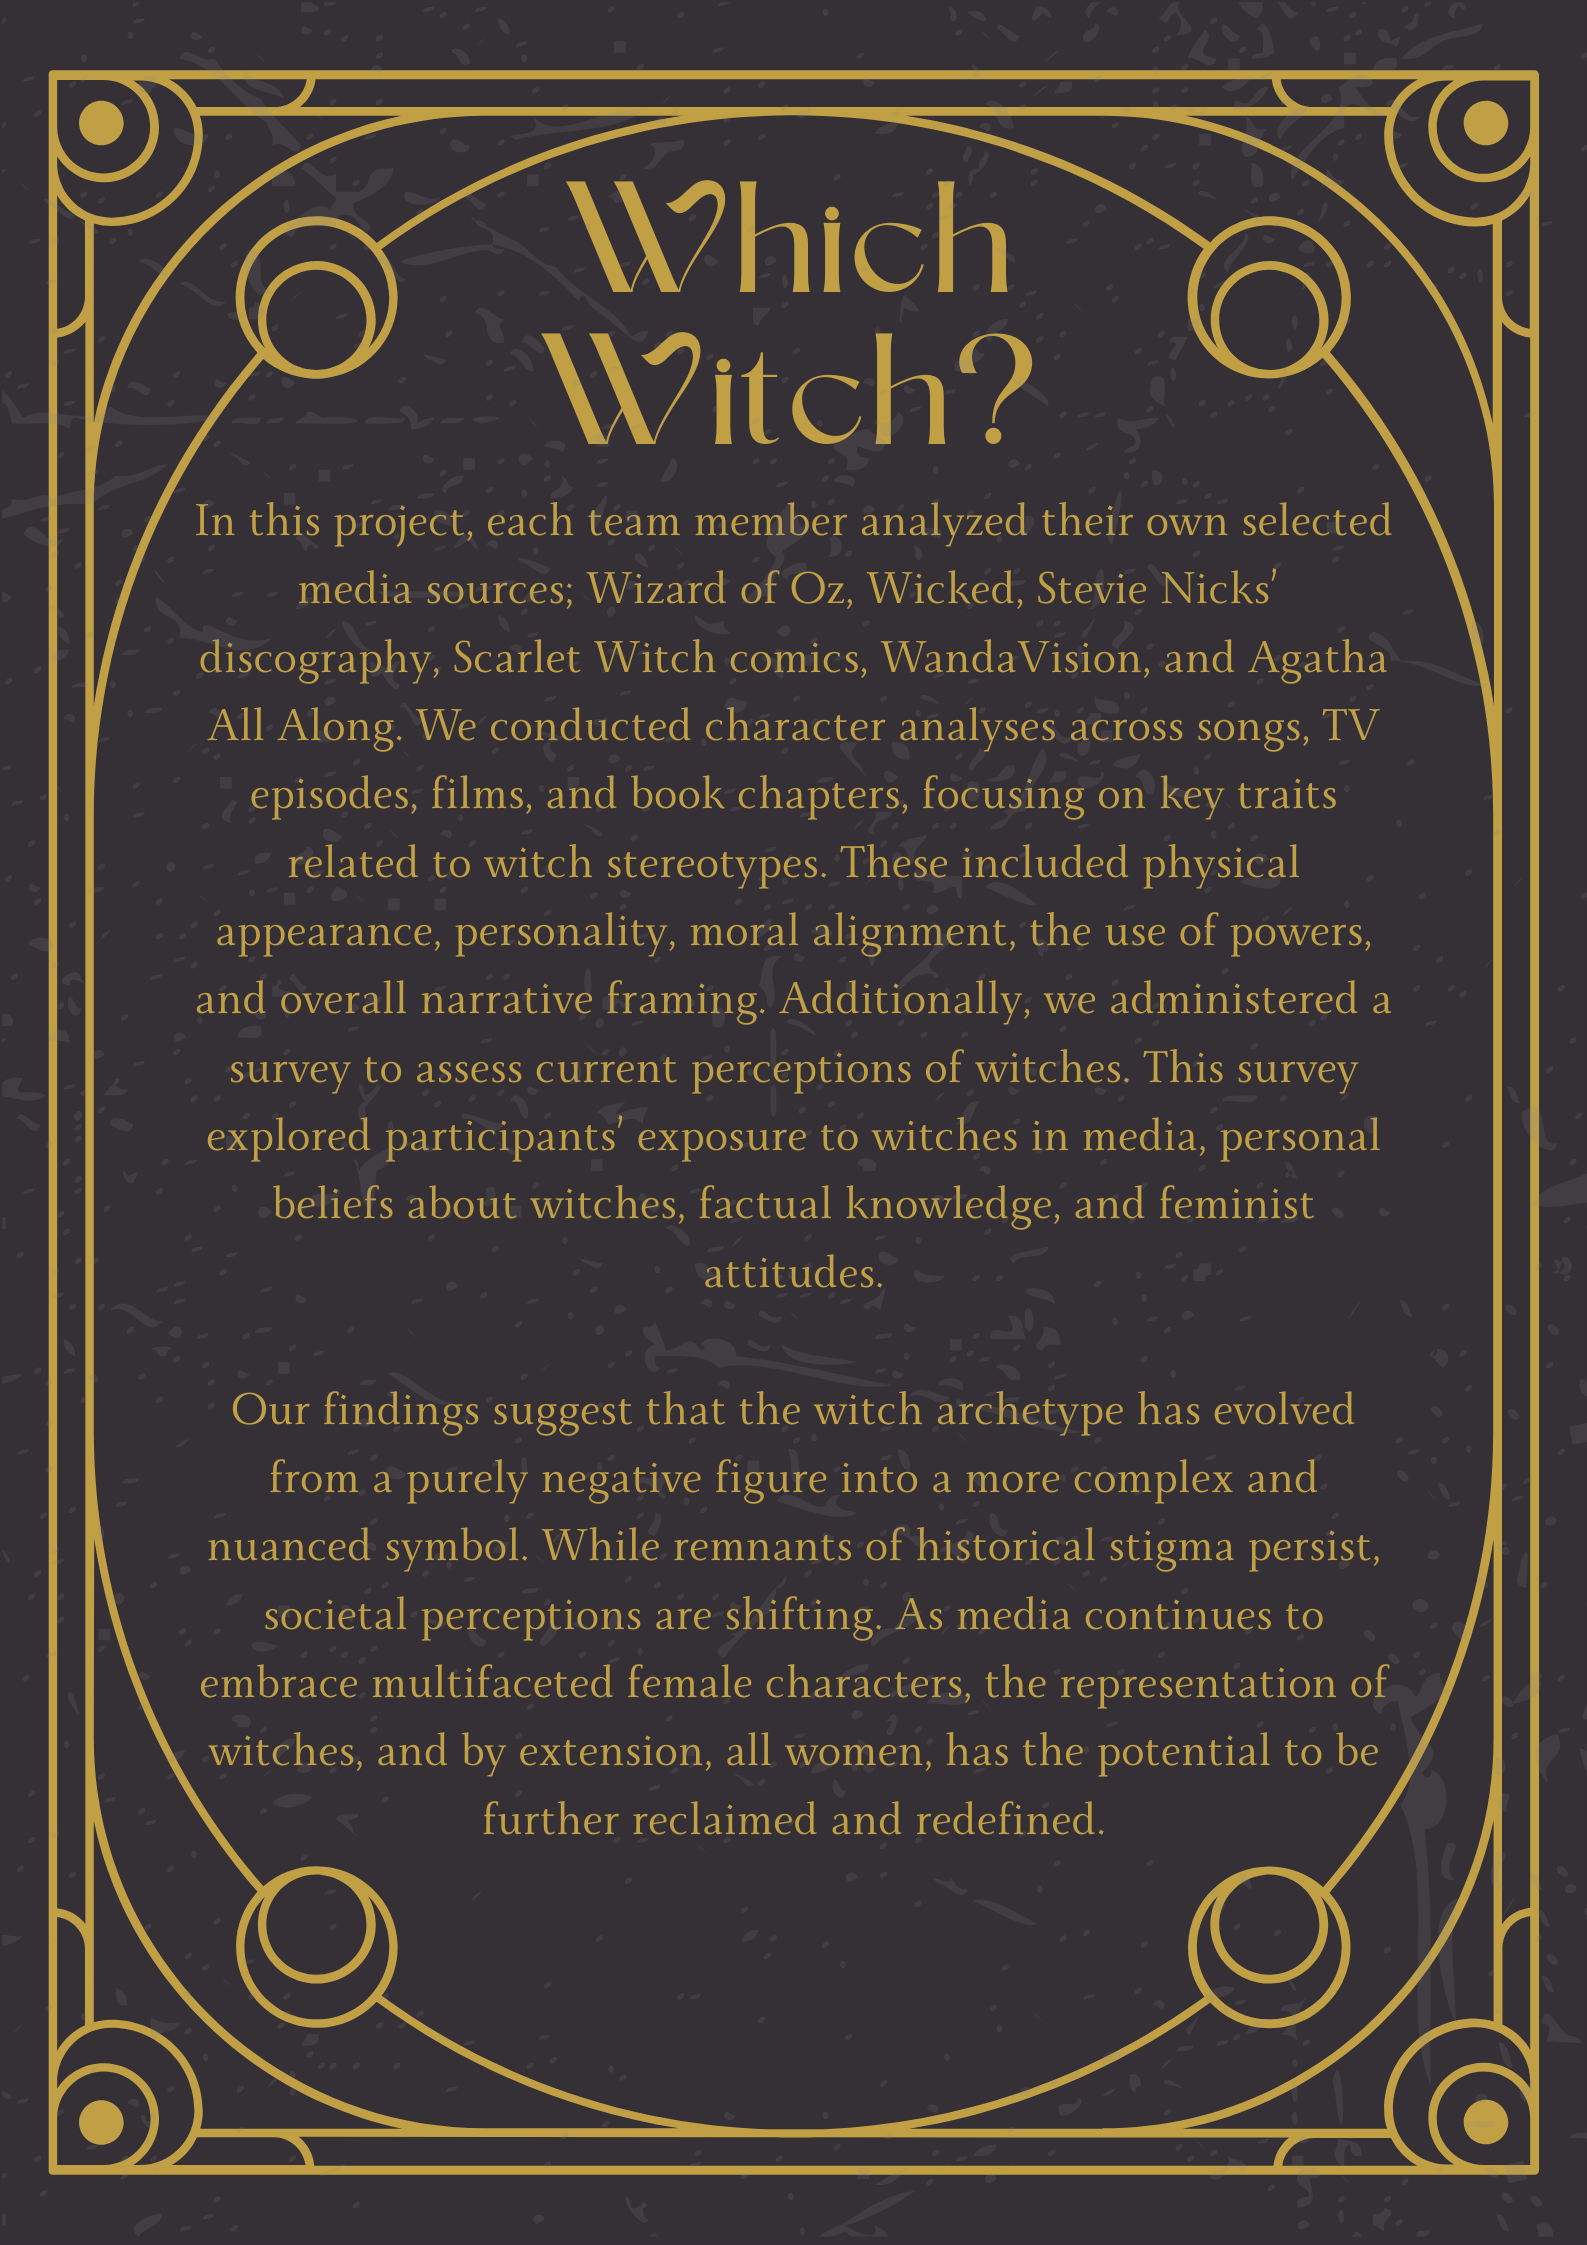 Which
Witch?
In this project, each team member analyzed their own selected
media sources; Wizard of Oz, Wicked, Stevie Nicks’
discography, Scarlet Witch comics, WandaVision, and Agatha
All Along. We conducted character analyses across songs, TV
episodes, films, and book chapters, focusing on key traits
related to witch stereotypes. These included physical
appearance, personality, moral alignment, the use of powers,
and overall narrative framing. Additionally, we administered a
survey to assess current perceptions of witches. This survey
explored participants’ exposure to witches in media, personal
beliefs about witches, factual knowledge, and feminist
attitudes.
Our findings suggest that the witch archetype has evolved
from a purely negative figure into a more complex and
nuanced symbol. While remnants of historical stigma persist,
societal perceptions are shifting. As media continues to
embrace multifaceted female characters, the representation of
witches, and by extension, all women, has the potential to be
further reclaimed and redefined.